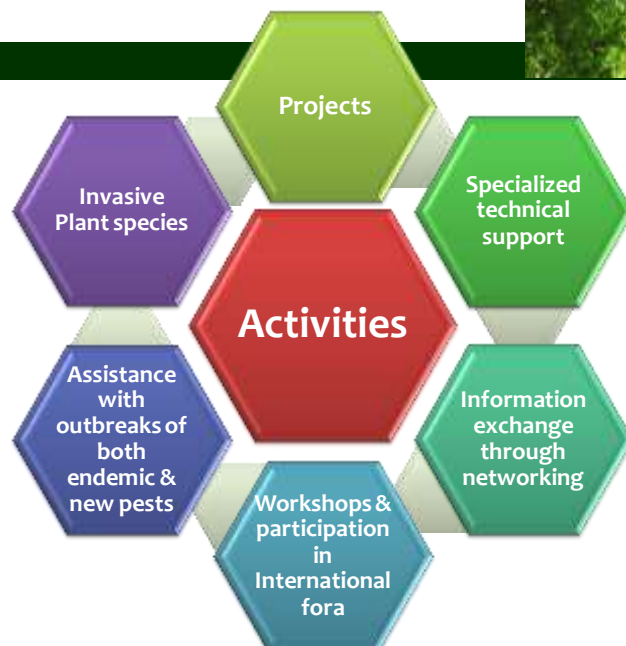 Projects
Specialized
technical
support
Information
exchange
through
networking
Workshops &
participation
in
International
fora
Assistance
with
outbreaks of
both
endemic &
new pests
Invasive
Plant species
Activities